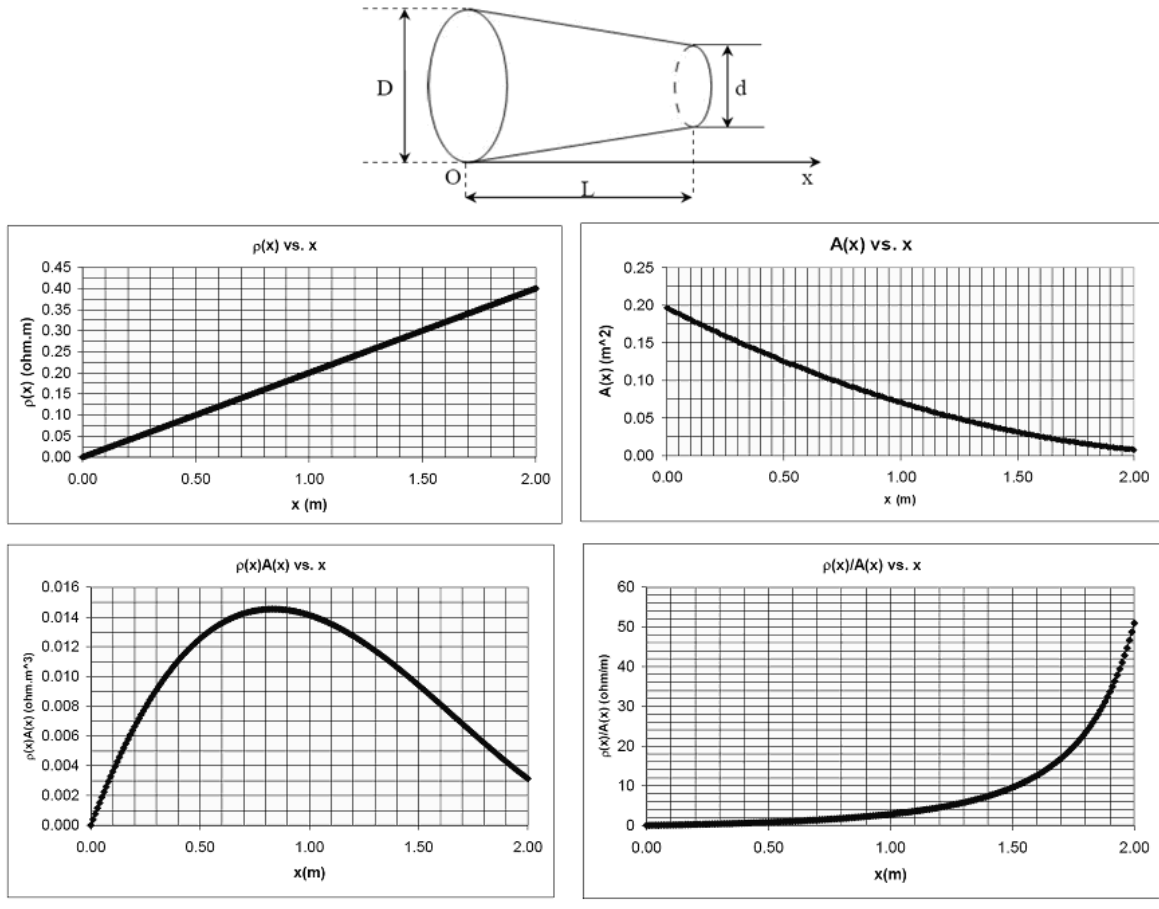 D
d
O
L
x
ρ(x) vs. x
ρ(x) (ohm.m)
0.45
0.40
0.35
0.30
0.25
0.20
0.15
0.10
0.05
0.00
0.00 0.50 1.00 1.50 2.00
x (m)
A(x) vs. x
A(x) (m^2)
0.25
0.20
0.15
0.10
0.05
0.00
0.00 0.50 1.00 1.50 2.00
x (m)
ρ(x)A(x) vs. x
ρ(x)A(x) (ohm.m^3)
0.016
0.014
0.012
0.010
0.008
0.006
0.004
0.002
0.000
0.00 0.50 1.00 1.50 2.00
x(m)
ρ(x)/A(x) vs. x
ρ(x)/A(x) (ohm/m)
60
50
40
30
20
10
0
0.00 0.50 1.00 1.50 2.00
x(m)